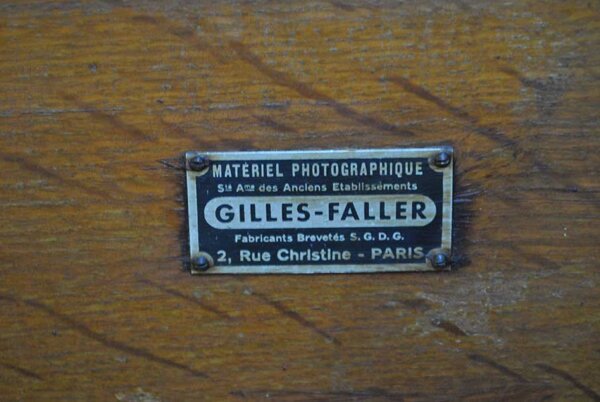 MATÉRIEL PHOTOGRAPHIQUE
Sté Ame des Anciens Etablissements
GILLES-FALLER
Fabricants Brevetés S.G.D.G.
2, Rue Christine - PARIS